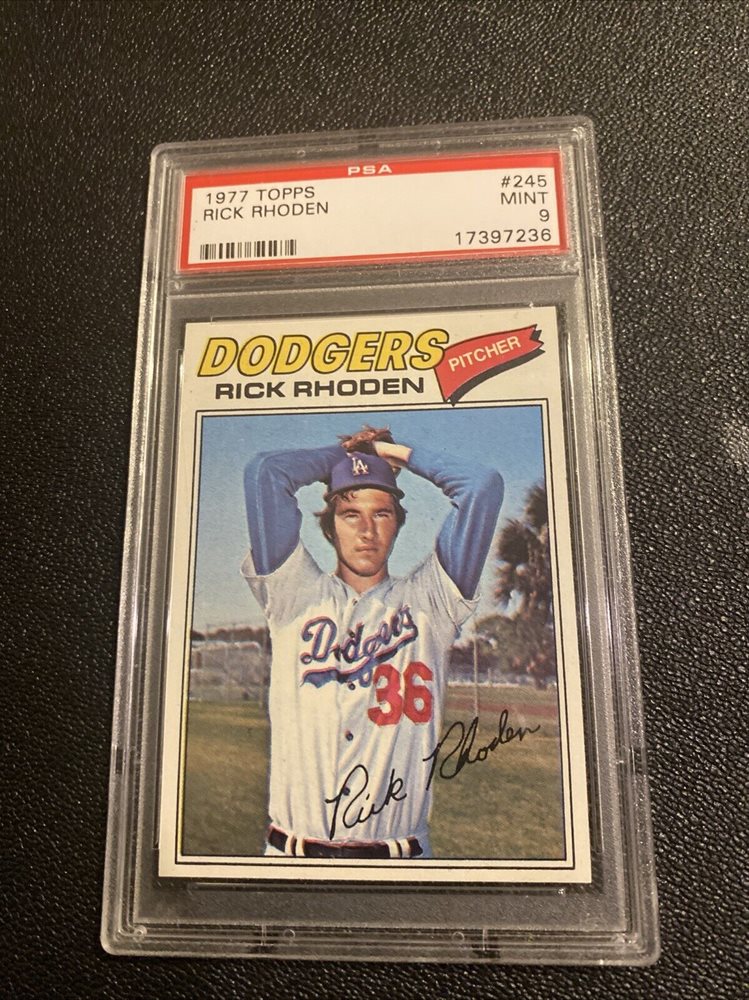 PSA
1977 TOPPS #245
RICK RHODEN MINT
9
17397236
DODGERS
PITCHER
RICK RHODEN
LA
Dodgers
36
Rick Rhoden